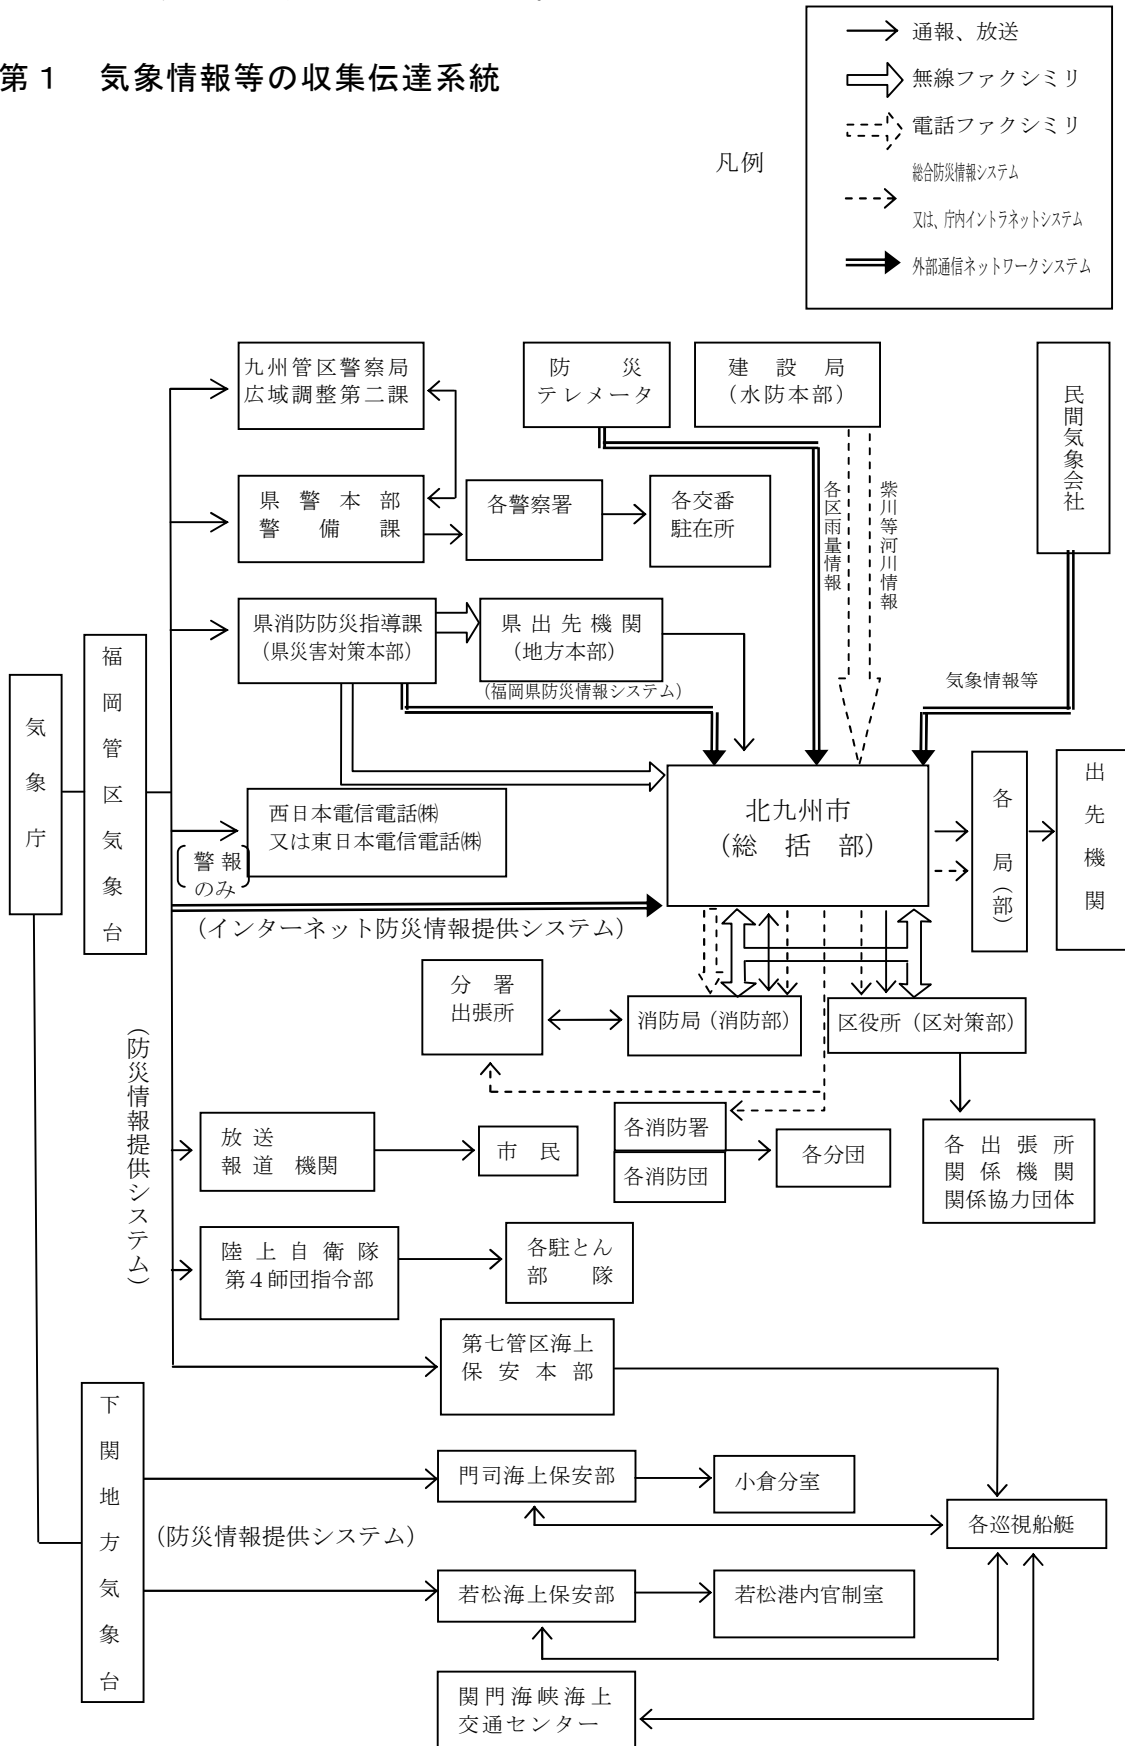 第１　気象情報等の収集伝達系統
凡例
通報、放送
無線ファクシミリ
電話ファクシミリ
総合防災情報システム
又は、庁内イントラネットシステム
外部通信ネットワークシステム
九州管区警察局
広域調整第二課
防災
テレメータ
建設局
（水防本部）
民間気象会社
県警本部
警備課
各警察署
各交番
駐在所
各区雨量情報
紫川等河川情報
県消防防災指導課
（県災害対策本部）
県出先機関
（地方本部）
（福岡県防災情報システム）
気象情報等
気象庁
福岡管区気象台
西日本電信電話㈱
又は東日本電信電話㈱
警報
のみ
北九州市
（総括部）
各局（部）
出先機関
（インターネット防災情報提供システム）
分署
出張所
消防局（消防部）
区役所（区対策部）
（防災情報提供システム）
放送
報道機関
市民
各消防署
各消防団
各分団
各出張所
関係機関
関係協力団体
陸上自衛隊
第４師団指令部
各駐とん
部隊
第七管区海上
保安本部
下関地方気象台
門司海上保安部
小倉分室
（防災情報提供システム）
各巡視船艇
若松海上保安部
若松港内官制室
関門海峡海上
交通センター